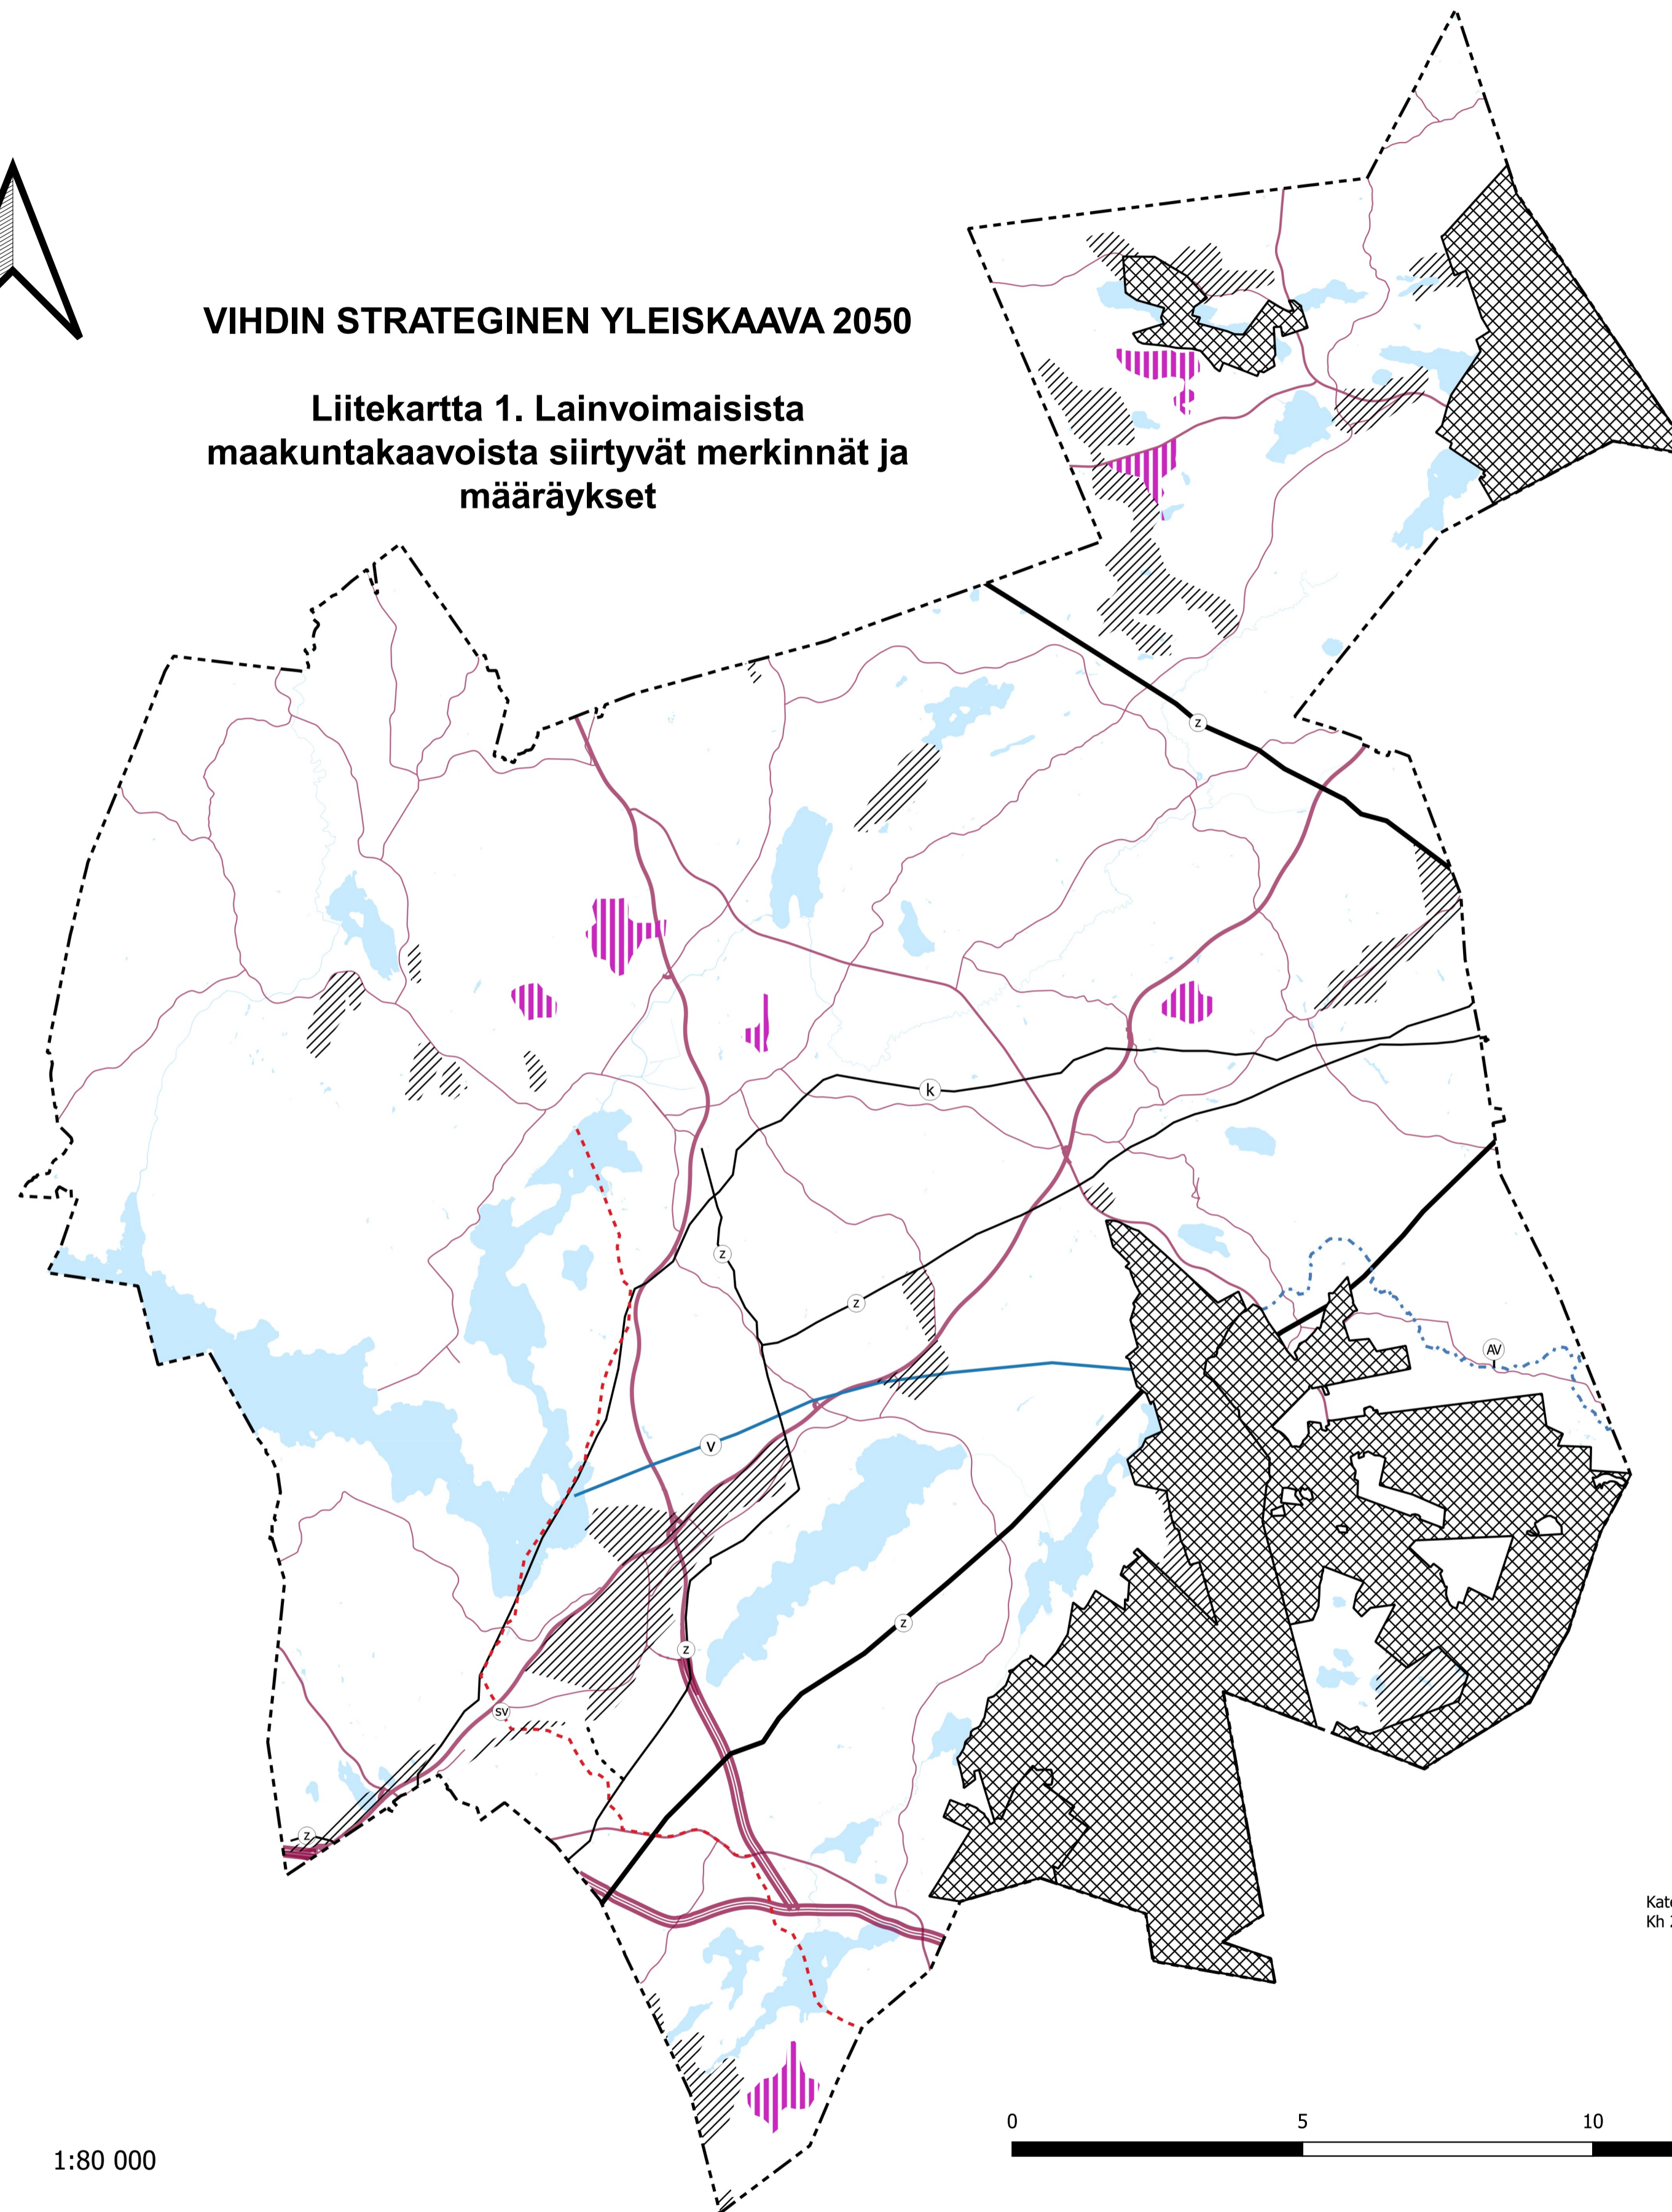 VIHDIN STRATEGINEN YLEISKAAVA 2050
Liitekartta 1. Lainvoimaisista
maakuntakaavoista siirtyvät merkinnät ja
määräykset
z
k
z
z
AV
v
z
z
sv
z
Kh
0 5 10
1:80 000